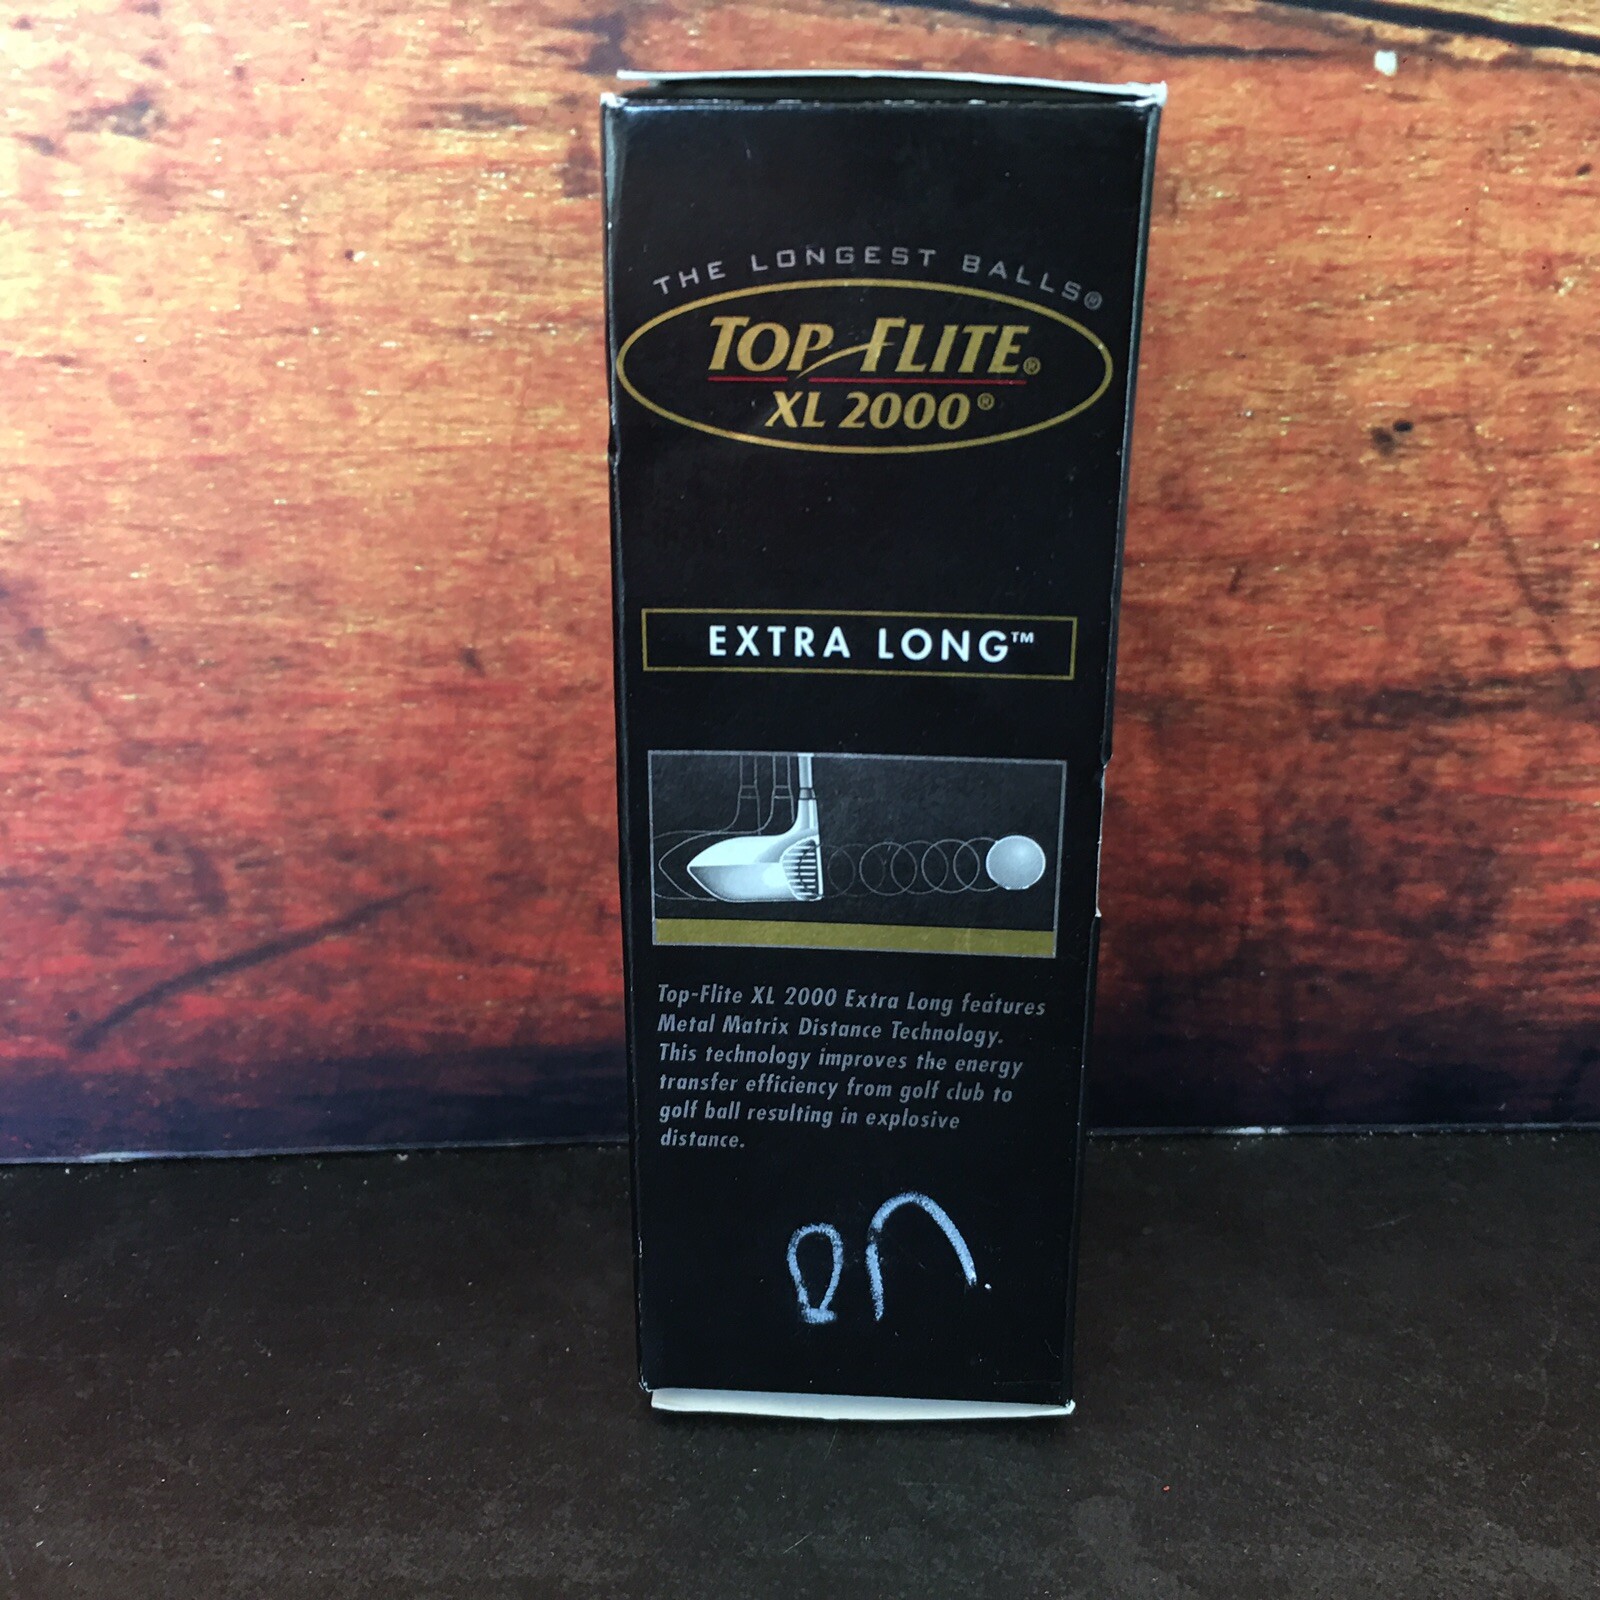 THE LONGEST BALLS®
TOP-FLITE®
XL 2000®
EXTRA LONG™
Top-Flite XL 2000 Extra Long features
Metal Matrix Distance Technology.
This technology improves the energy
transfer efficiency from golf club to
golf ball resulting in explosive
distance.